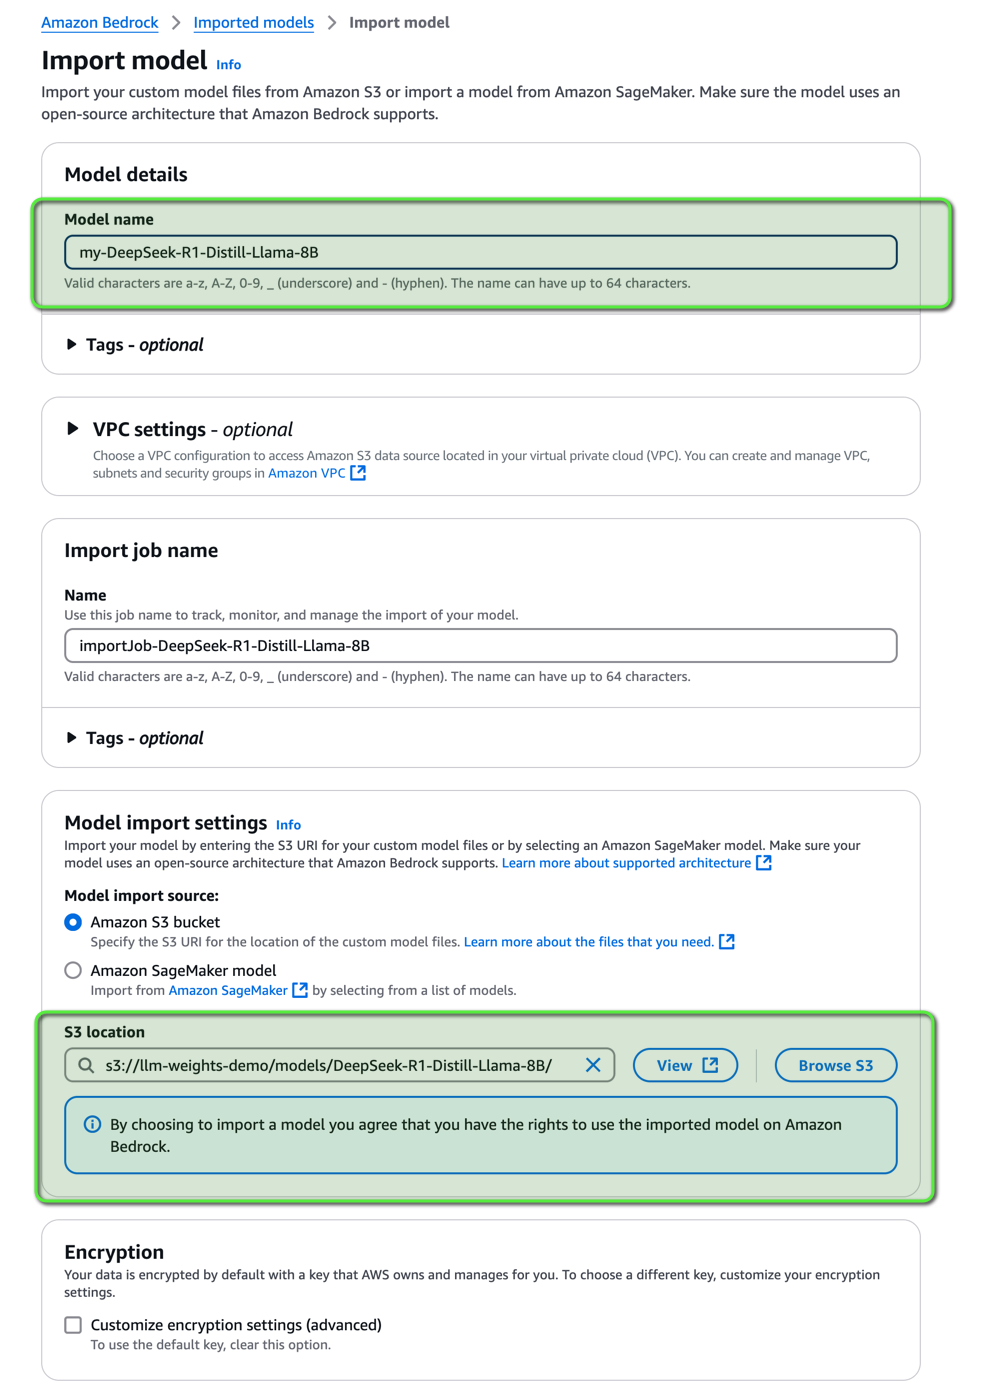 Amazon Bedrock > Imported models > Import model
Import model Info
Import your custom model files from Amazon S3 or import a model from Amazon SageMaker. Make sure the model uses an
open-source architecture that Amazon Bedrock supports.
Model details
Model name
my-DeepSeek-R1-Distill-Llama-8B
Valid characters are a-z, A-Z, 0-9, _ (underscore) and - (hyphen). The name can have up to 64 characters.
Tags - optional
VPC settings - optional
Choose a VPC configuration to access Amazon S3 data source located in your virtual private cloud (VPC). You can create and manage VPC,
subnets and security groups in Amazon VPC
Import job name
Name
Use this job name to track, monitor, and manage the import of your model.
importJob-DeepSeek-R1-Distill-Llama-8B
Valid characters are a-z, A-Z, 0-9, _ (underscore) and - (hyphen). The name can have up to 64 characters.
Tags - optional
Model import settings Info
Import your model by entering the S3 URI for your custom model files or by selecting an Amazon SageMaker model. Make sure your
model uses an open-source architecture that Amazon Bedrock supports. Learn more about supported architecture
Model import source:
Amazon S3 bucket
Specify the S3 URI for the location of the custom model files. Learn more about the files that you need.
Amazon SageMaker model
Import from Amazon SageMaker by selecting from a list of models.
S3 location
s3://llm-weights-demo/models/DeepSeek-R1-Distill-Llama-8B/ View Browse S3
By choosing to import a model you agree that you have the rights to use the imported model on Amazon
Bedrock.
Encryption
Your data is encrypted by default with a key that AWS owns and manages for you. To choose a different key, customize your encryption
settings.
Customize encryption settings (advanced)
To use the default key, clear this option.